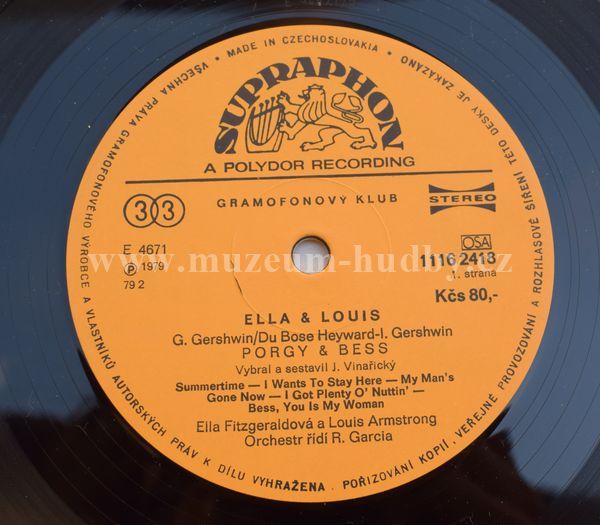 VŠECHNA PRÁVA GRAMOFONOVÉHO VÝROBCE A VLASTNÍKŮ AUTORSKÝCH PRÁV K DÍLU VYHRAŽENA. POŘIZOVÁNÍ KOPIÍ. VEŘEJNÉ PROVOZOVÁNÍ A ROZHLASOVÉ ŠÍŘENÍ TÉTO DESKY JE ZAKÁZÁNO • MADE IN CZECHOSLOVAKIA •
SUPRAPHON
A POLYDOR RECORDING
33
GRAMOFONOVÝ KLUB
STEREO
E 4671
℗ 1979
79 2
OSA
1116 2413
1. strana
Kčs 80,-
www.muzeum-hudby.cz
ELLA & LOUIS
G. Gershwin/Du Bose Heyward-I. Gershwin
PORGY & BESS
Vybral a sestavil J. Vinařický
Summertime — I Wants To Stay Here — My Man's
Gone Now — I Got Plenty O' Nuttin' —
Bess, You Is My Woman
Ella Fitzgeraldová a Louis Armstrong
Orchestr řídí R. Garcia